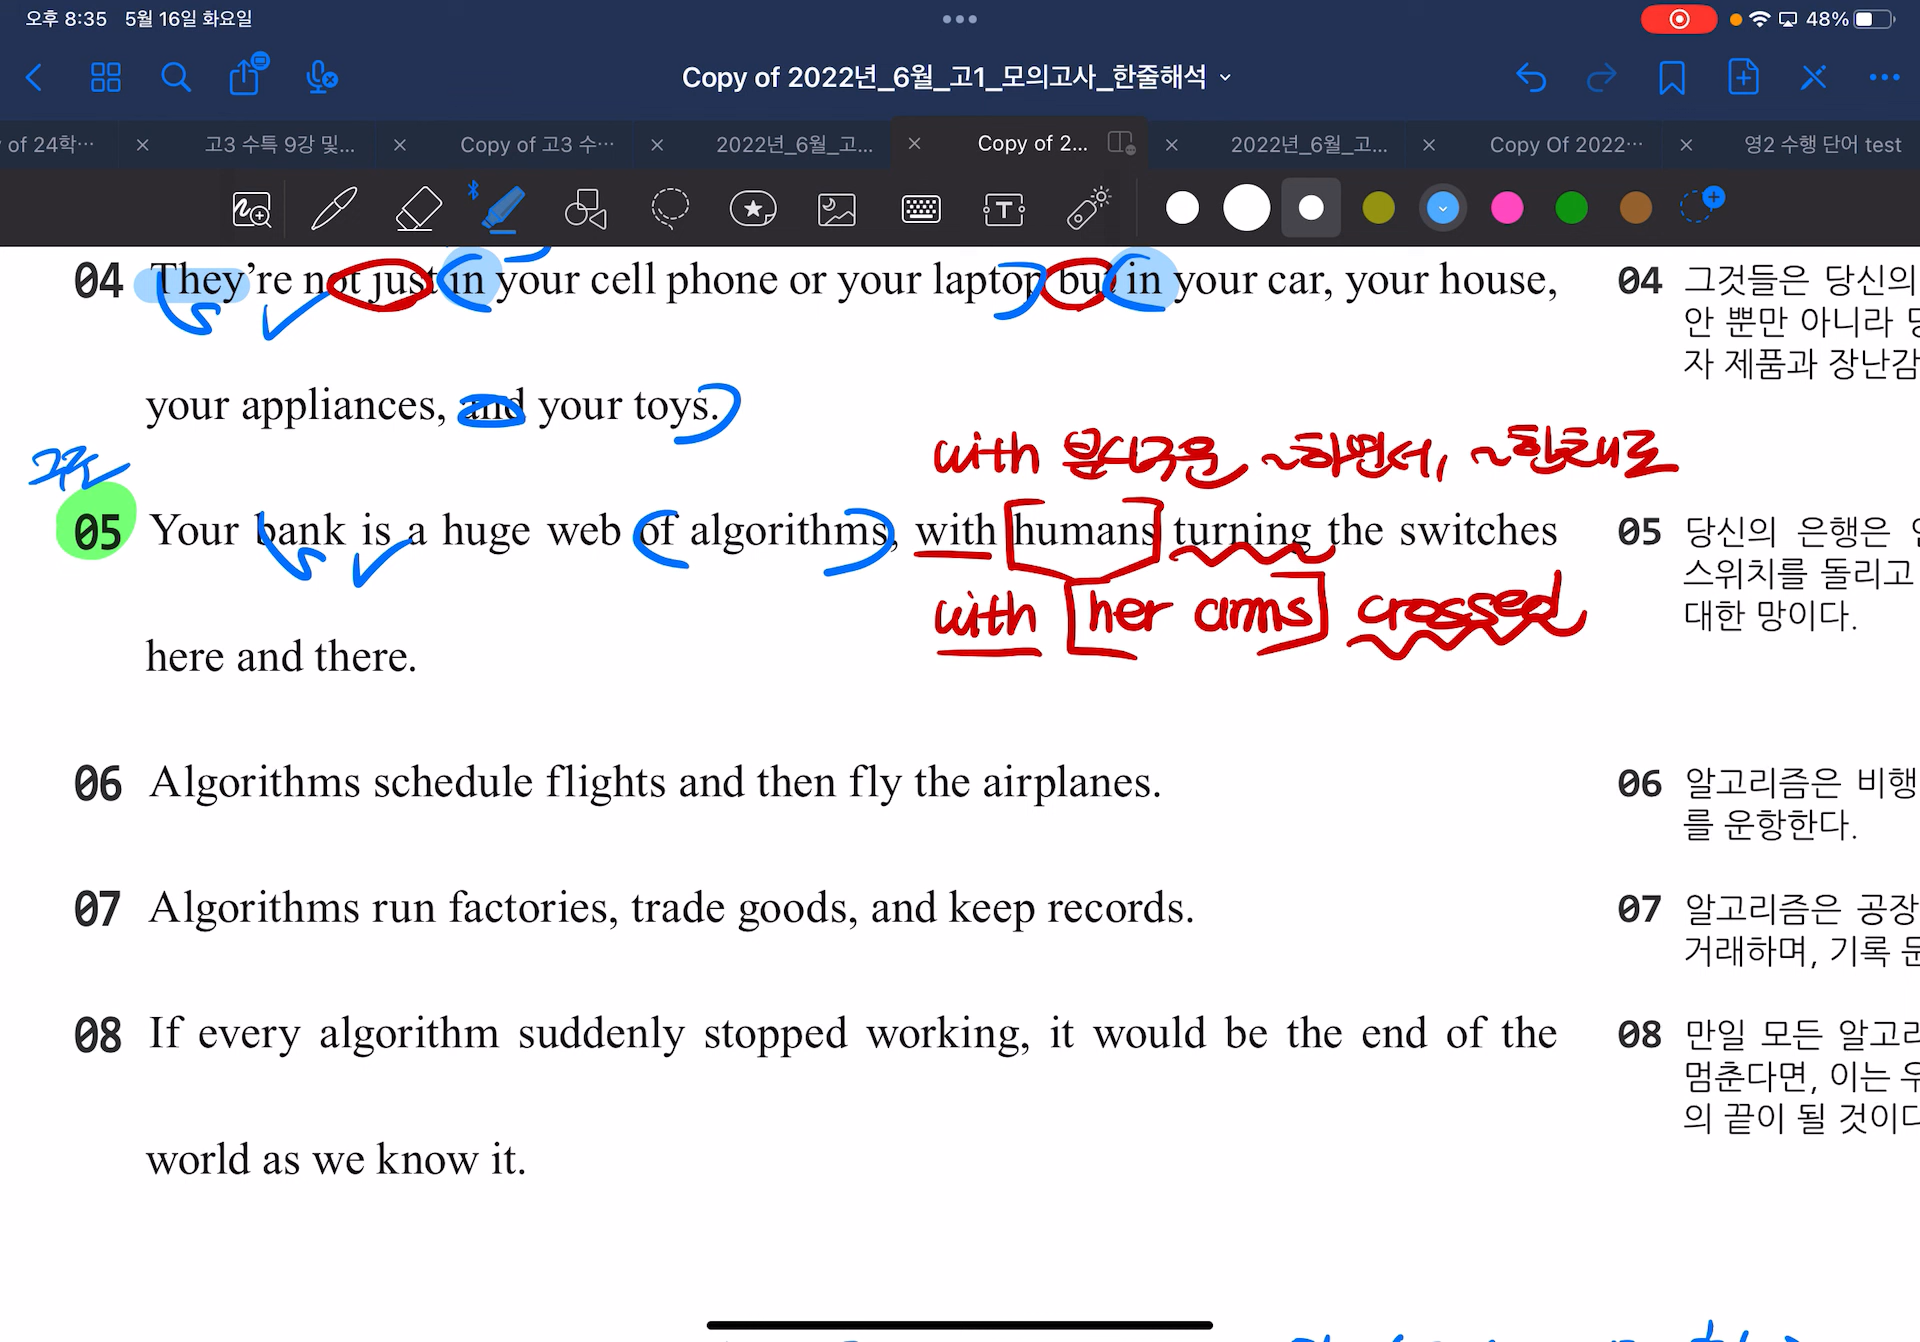 오후 8:35 5월 16일 화요일
48%
Copy of 2022년_6월_고1_모의고사_한줄해석
of 24학··· 고3 수특 9강 및... Copy of 고3 수··· 2022년_6월_고... Copy of 2... 2022년_6월_고... Copy Of 2022··· 영2 수행 단어 test
04 They're not just in your cell phone or your laptop but in your car, your house,
your appliances, and your toys.
04 그것들은 당신의
안 뿐만 아니라
자 제품과 장난감
with 분사구문 ~하면서, ~한채로
05 Your bank is a huge web of algorithms, with humans turning the switches
with her arms crossed
here and there.
05 당신의 은행은
스위치를 돌리고
대한 망이다.
06 Algorithms schedule flights and then fly the airplanes.
06 알고리즘은 비행
를 운항한다.
07 Algorithms run factories, trade goods, and keep records.
07 알고리즘은 공장
거래하며, 기록
08 If every algorithm suddenly stopped working, it would be the end of the
world as we know it.
08 만일 모든 알고리
멈춘다면, 이는
의 끝이 될 것이다